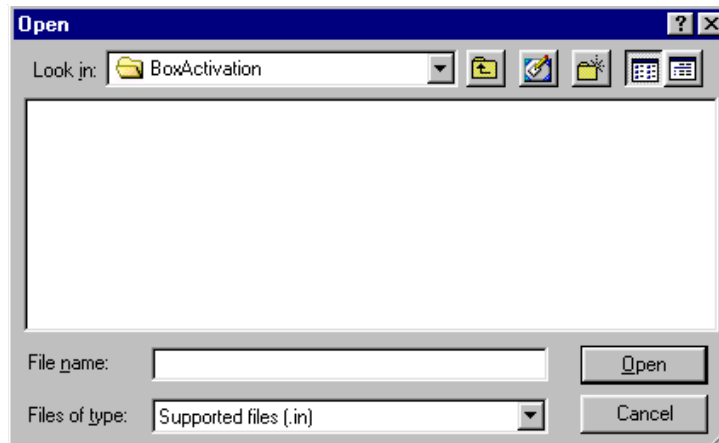 Open
Look in: BoxActivation
File name:
Open
Files of type: Supported files (.in)
Cancel